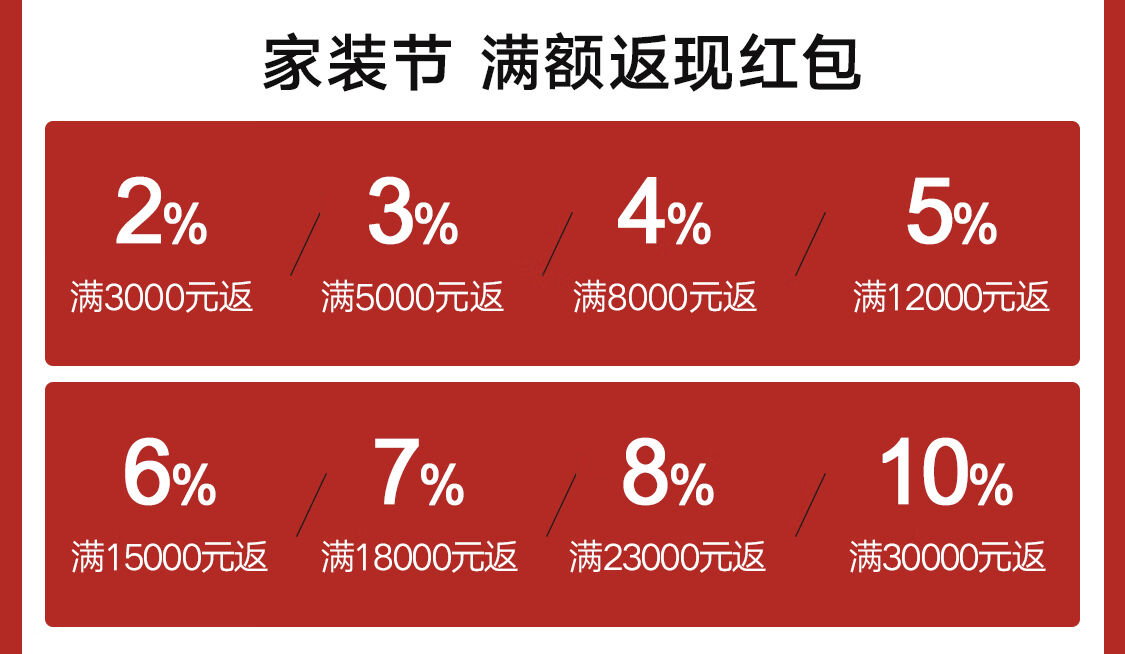 家装节 满额返现红包
2% 3% 4% 5%
满3000元返 满5000元返 满8000元返 满12000元返
6% 7% 8% 10%
满15000元返 满18000元返 满23000元返 满30000元返